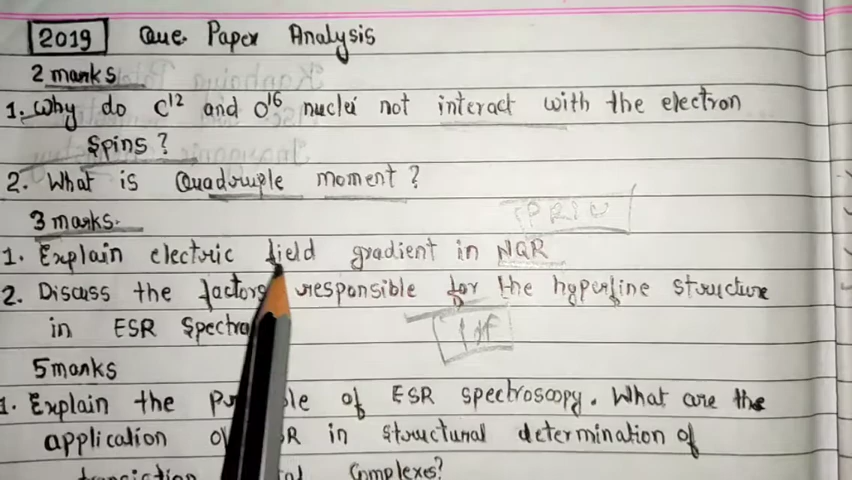 2019 Que. Paper Analysis
2 marks
1. Why do C12 and O16 nuclei not interact with the electron
spins?
2. What is Quadruple moment?
3 marks.
1. Explain electric field gradient in NQR
2. Discuss the factors responsible for the hyperfine structure
in ESR Spectra
5 marks
1. Explain the of ESR spectroscopy. What are the
application in structural determination of
complexes?